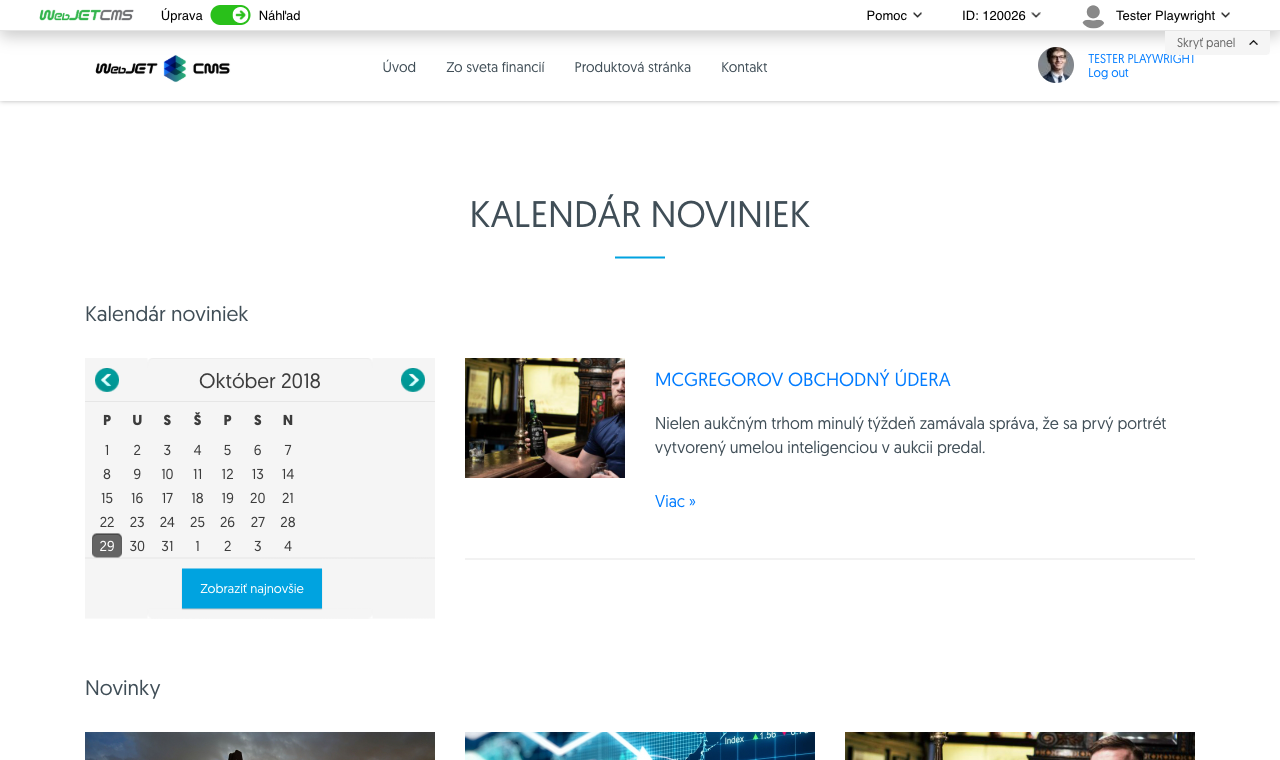 WebJETCMS Úprava Náhľad Pomoc ID: 120026 Tester Playwright
Skryť panel
WebJET CMS Úvod Zo sveta financií Produktová stránka Kontakt TESTER PLAYWRIGHT
Log out
KALENDÁR NOVINIEK
Kalendár noviniek
Október 2018
P U S Š P S N
1 2 3 4 5 6 7
8 9 10 11 12 13 14
15 16 17 18 19 20 21
22 23 24 25 26 27 28
29 30 31 1 2 3 4
Zobraziť najnovšie
MCGREGOROV OBCHODNÝ ÚDERA
Nielen aukčným trhom minulý týždeň zamávala správa, že sa prvý portrét
vytvorený umelou inteligenciou v aukcii predal.
Viac »
Novinky
Index 1.56